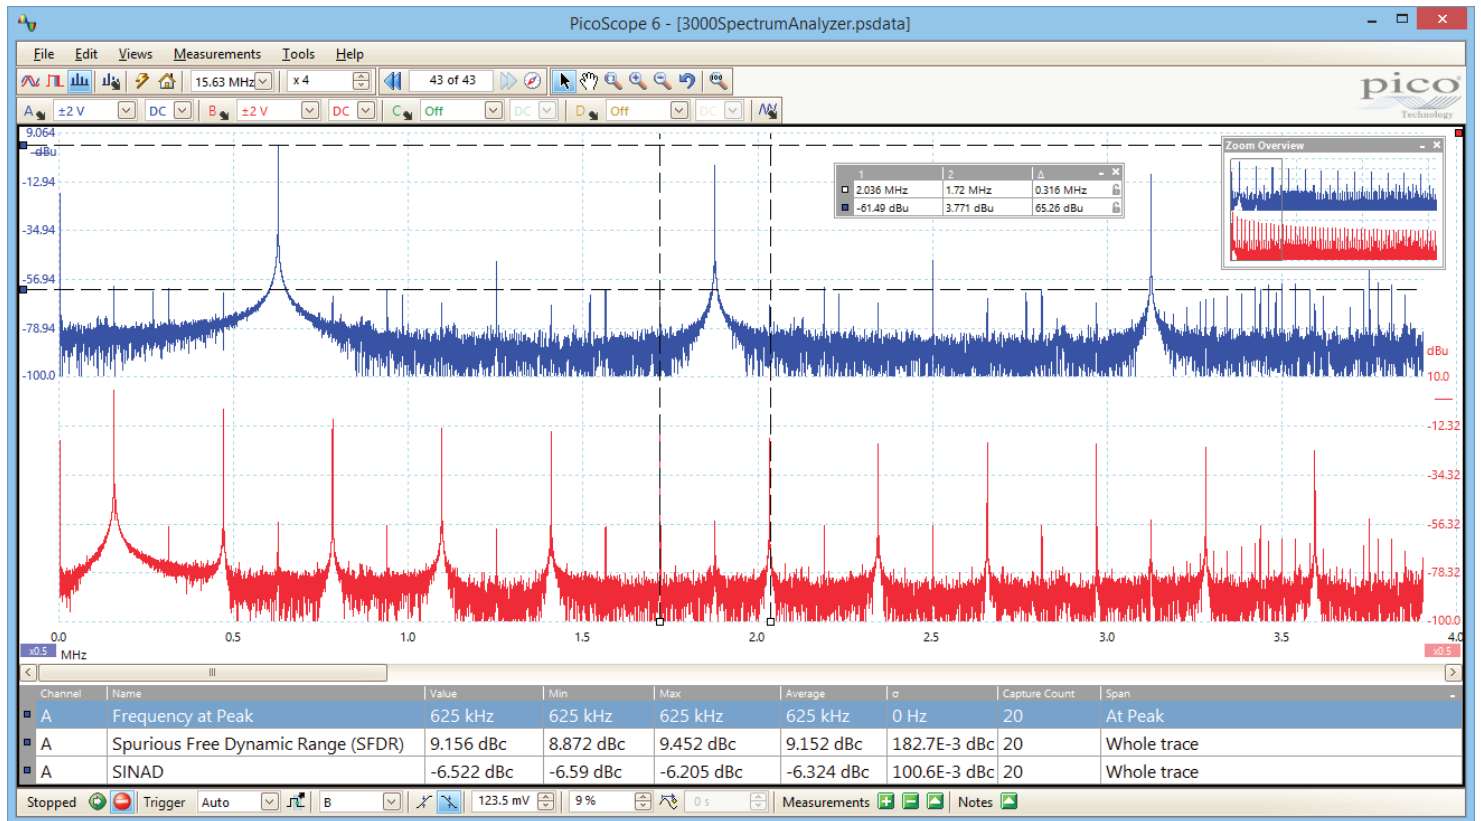 PicoScope 6 - [3000SpectrumAnalyzer.psdata]
File Edit Views Measurements Tools Help
15.63 MHz x 4 43 of 43
pico
Technology
A ±2 V DC B ±2 V DC C Off DC D Off DC
9.064
dBu
-12.94
-34.94
-56.94
-78.94
-100.0
1 2 Δ
2.036 MHz 1.72 MHz 0.316 MHz
-61.49 dBu 3.771 dBu 65.26 dBu
Zoom Overview
dBu
10.0
-12.32
-34.32
-56.32
-78.32
-100.0
0.0 0.5 1.0 1.5 2.0 2.5 3.0 3.5 4.0
x0.5 MHz x0.5
Channel Name Value Min Max Average σ Capture Count Span
A Frequency at Peak 625 kHz 625 kHz 625 kHz 625 kHz 0 Hz 20 At Peak
A Spurious Free Dynamic Range (SFDR) 9.156 dBc 8.872 dBc 9.452 dBc 9.152 dBc 182.7E-3 dBc 20 Whole trace
A SINAD -6.522 dBc -6.59 dBc -6.205 dBc -6.324 dBc 100.6E-3 dBc 20 Whole trace
Stopped Trigger Auto B 123.5 mV 9 % 0 s Measurements Notes